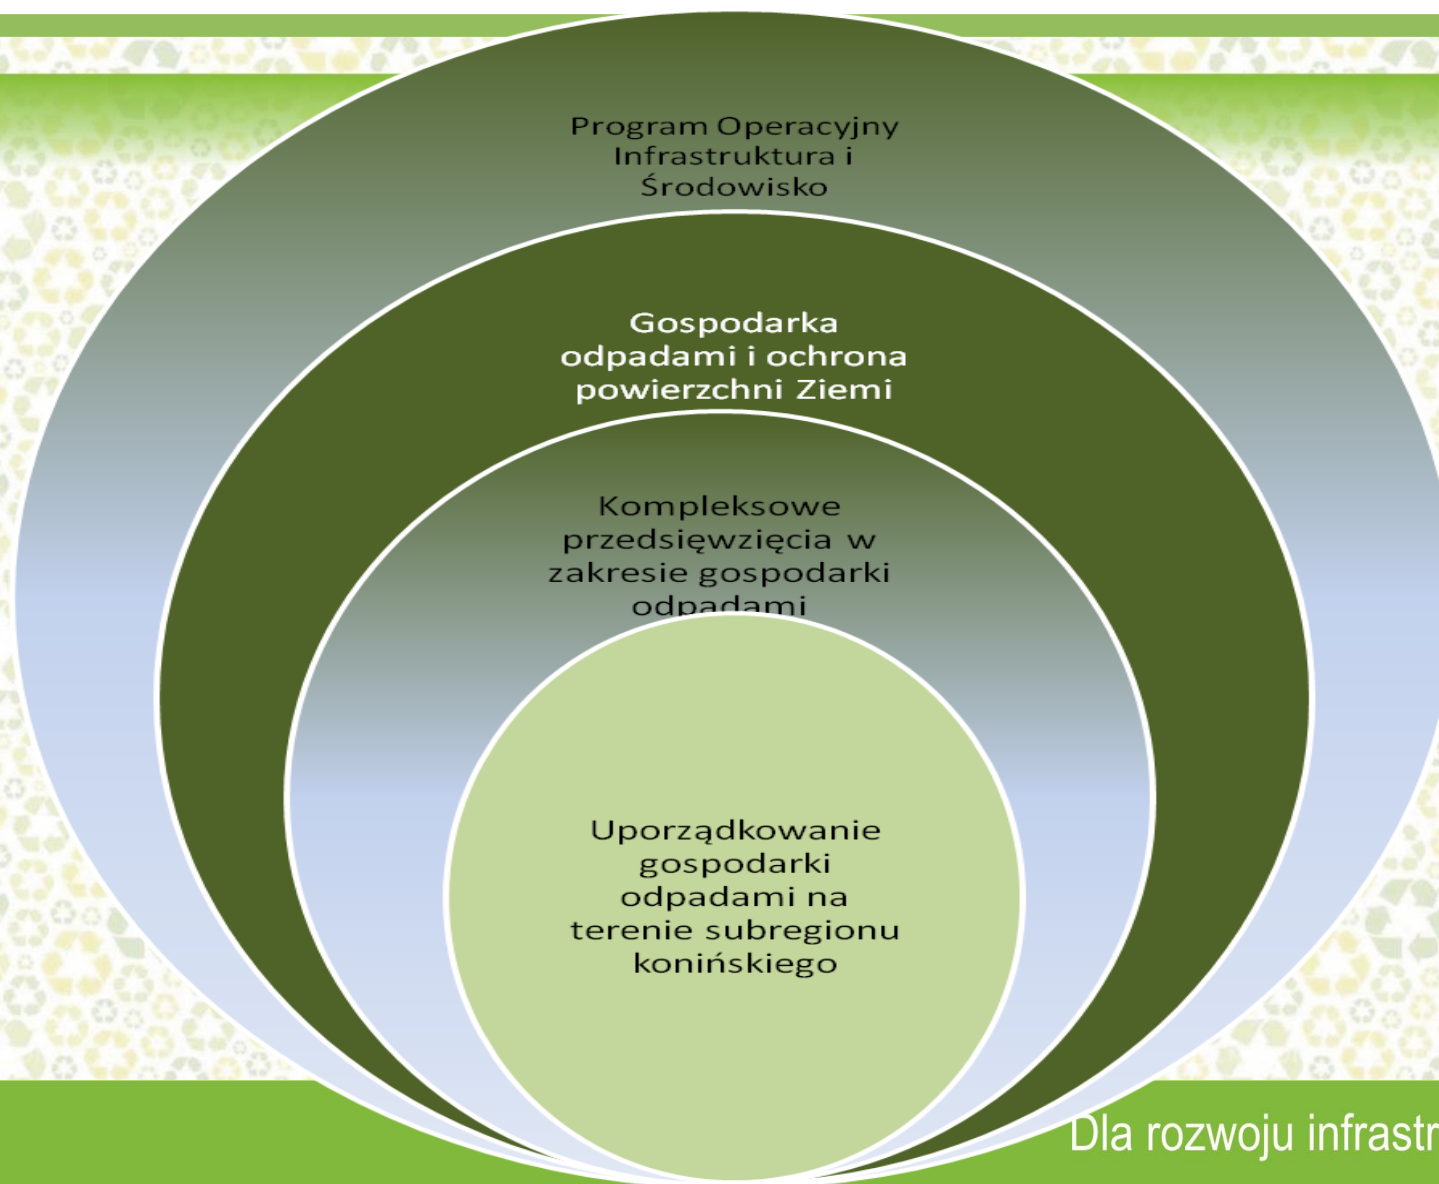 Program Operacyjny
Infrastruktura i
Środowisko
Gospodarka
odpadami i ochrona
powierzchni Ziemi
Kompleksowe
przedsięwzięcia w
zakresie gospodarki
odpadami
Uporządkowanie
gospodarki
odpadami na
terenie subregionu
konińskiego
Dla rozwoju infrastr